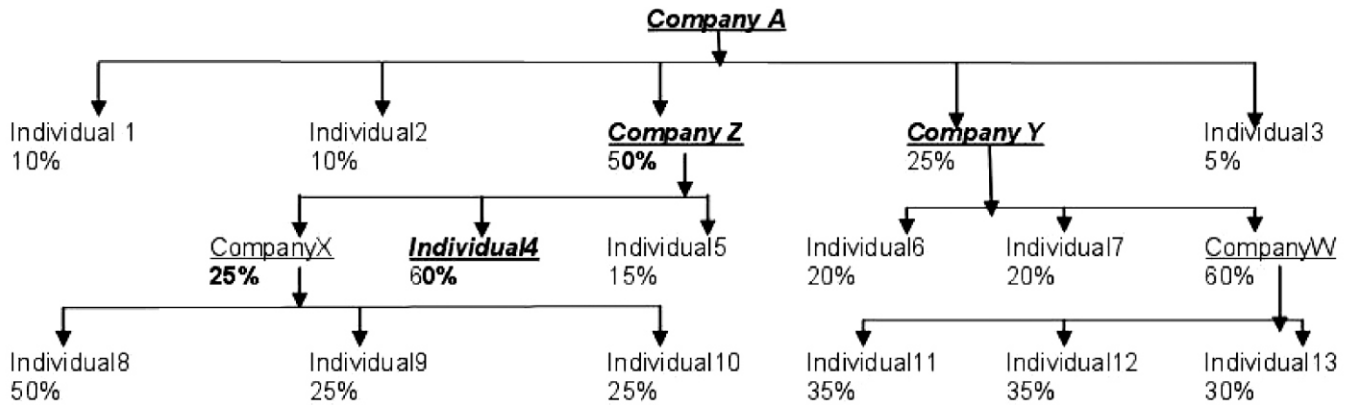 Company A
Individual 1 Individual2 Company Z Company Y Individual3
10% 10% 50% 25% 5%
CompanyX Individual4 Individual5 Individual6 Individual7 CompanyW
25% 60% 15% 20% 20% 60%
Individual8 Individual9 Individual10 Individual11 Individual12 Individual13
50% 25% 25% 35% 35% 30%